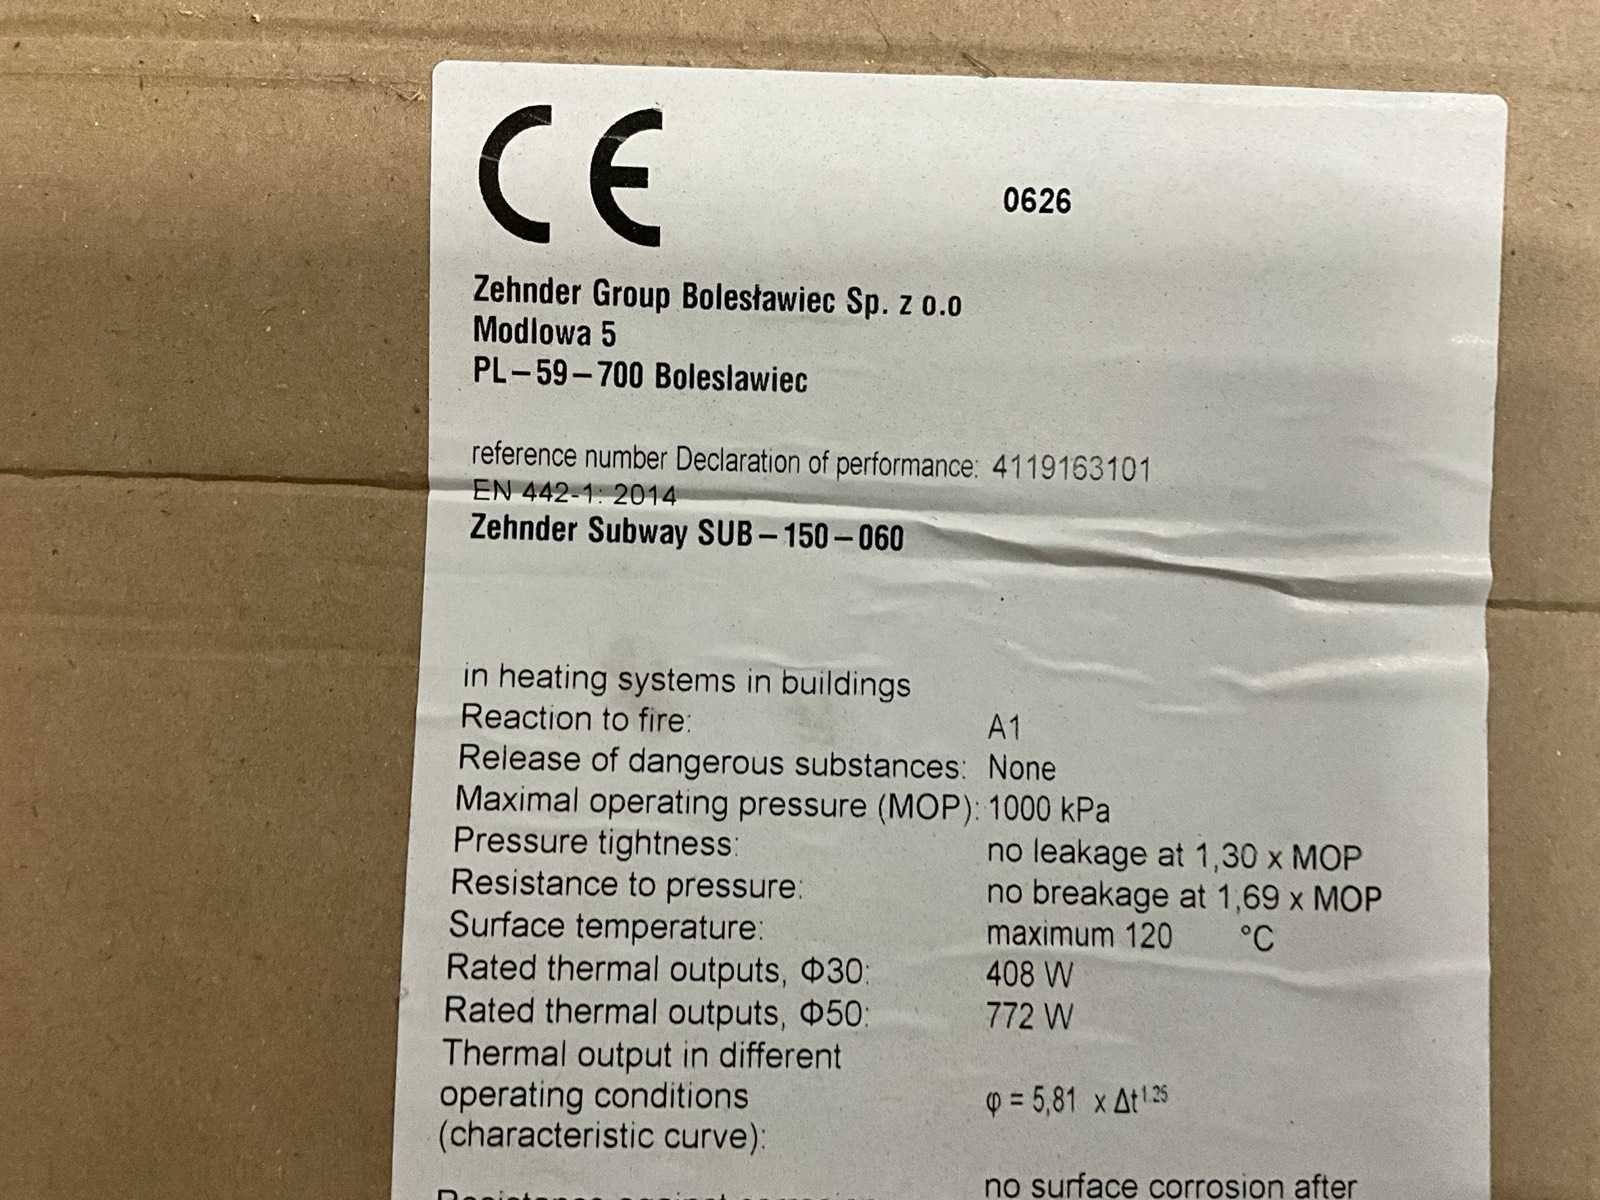 CE 0626
Zehnder Group Bolesławiec Sp. z o.o
Modlowa 5
PL–59–700 Boleslawiec
reference number Declaration of performance: 4119163101
EN 442-1: 2014
Zehnder Subway SUB–150–060
in heating systems in buildings
Reaction to fire: A1
Release of dangerous substances: None
Maximal operating pressure (MOP): 1000 kPa
Pressure tightness: no leakage at 1,30 x MOP
Resistance to pressure: no breakage at 1,69 x MOP
Surface temperature: maximum 120 °C
Rated thermal outputs, Φ30: 408 W
Rated thermal outputs, Φ50: 772 W
Thermal output in different
operating conditions φ = 5,81 x Δt^1.25
(characteristic curve):
no surface corrosion after